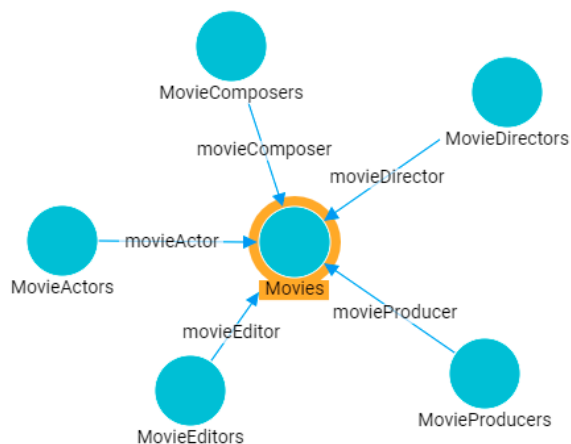 MovieComposers
MovieDirectors
movieComposer
movieDirector
movieActor
MovieActors
Movies
movieProducer
movieEditor
MovieProducers
MovieEditors